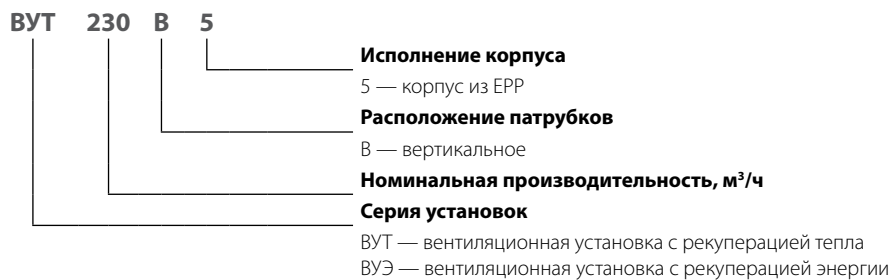 ВУТ 230 В 5
Исполнение корпуса
5 — корпус из EPP
Расположение патрубков
В — вертикальное
Номинальная производительность, м³/ч
Серия установок
ВУТ — вентиляционная установка с рекуперацией тепла
ВУЭ — вентиляционная установка с рекуперацией энергии